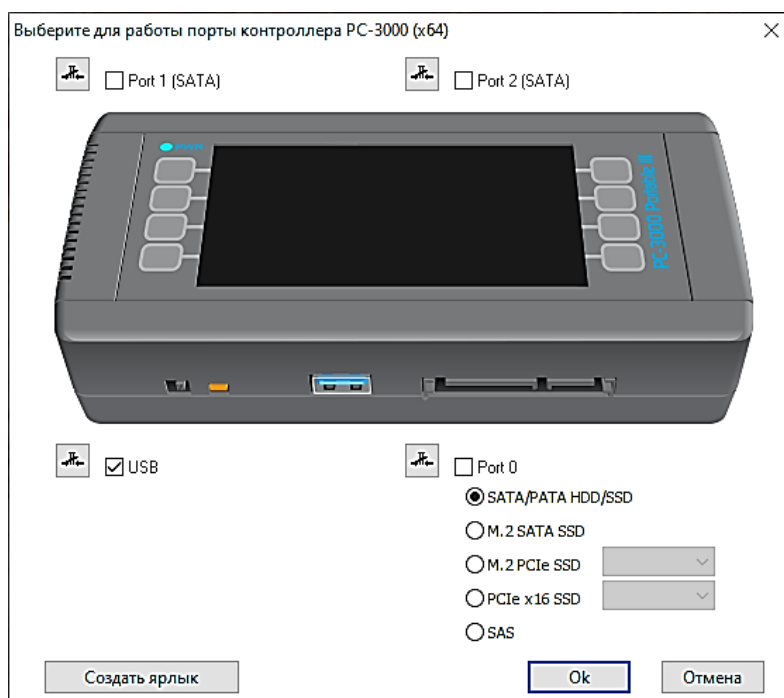 Выберите для работы порты контроллера PC-3000 (x64)
Port 1 (SATA)
Port 2 (SATA)
PWR
PC-3000 Portable III
USB
Port 0
SATA/PATA HDD/SSD
M.2 SATA SSD
M.2 PCIe SSD
PCIe x16 SSD
SAS
Создать ярлык
Ok
Отмена